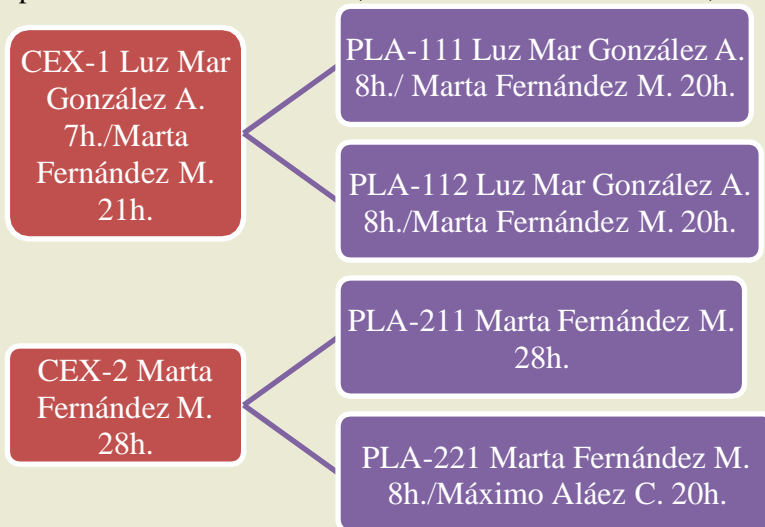 CEX-1 Luz Mar
González A.
7h./Marta
Fernández M.
21h.
PLA-111 Luz Mar González A.
8h./ Marta Fernández M. 20h.
PLA-112 Luz Mar González A.
8h./Marta Fernández M. 20h.
CEX-2 Marta
Fernández M.
28h.
PLA-211 Marta Fernández M.
28h.
PLA-221 Marta Fernández M.
8h./Máximo Aláez C. 20h.